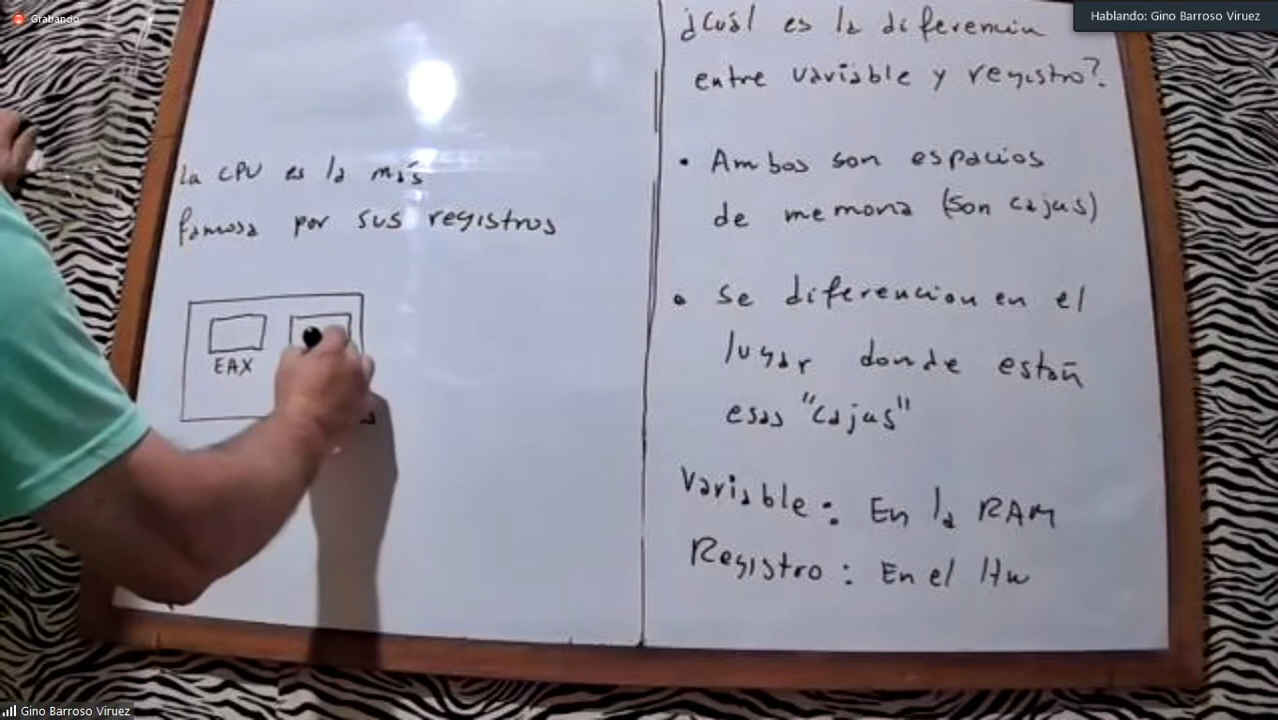 Grabando
Hablando: Gino Barroso Viruez
La CPU es la más
famosa por sus registros
EAX
¿Cuál es la diferencia
entre variable y registro?
• Ambos son espacios
de memoria (son cajas)
• Se diferencian en el
lugar donde están
esas "cajas"
Variable: En la RAM
Registro: En el Hw
Gino Barroso Viruez